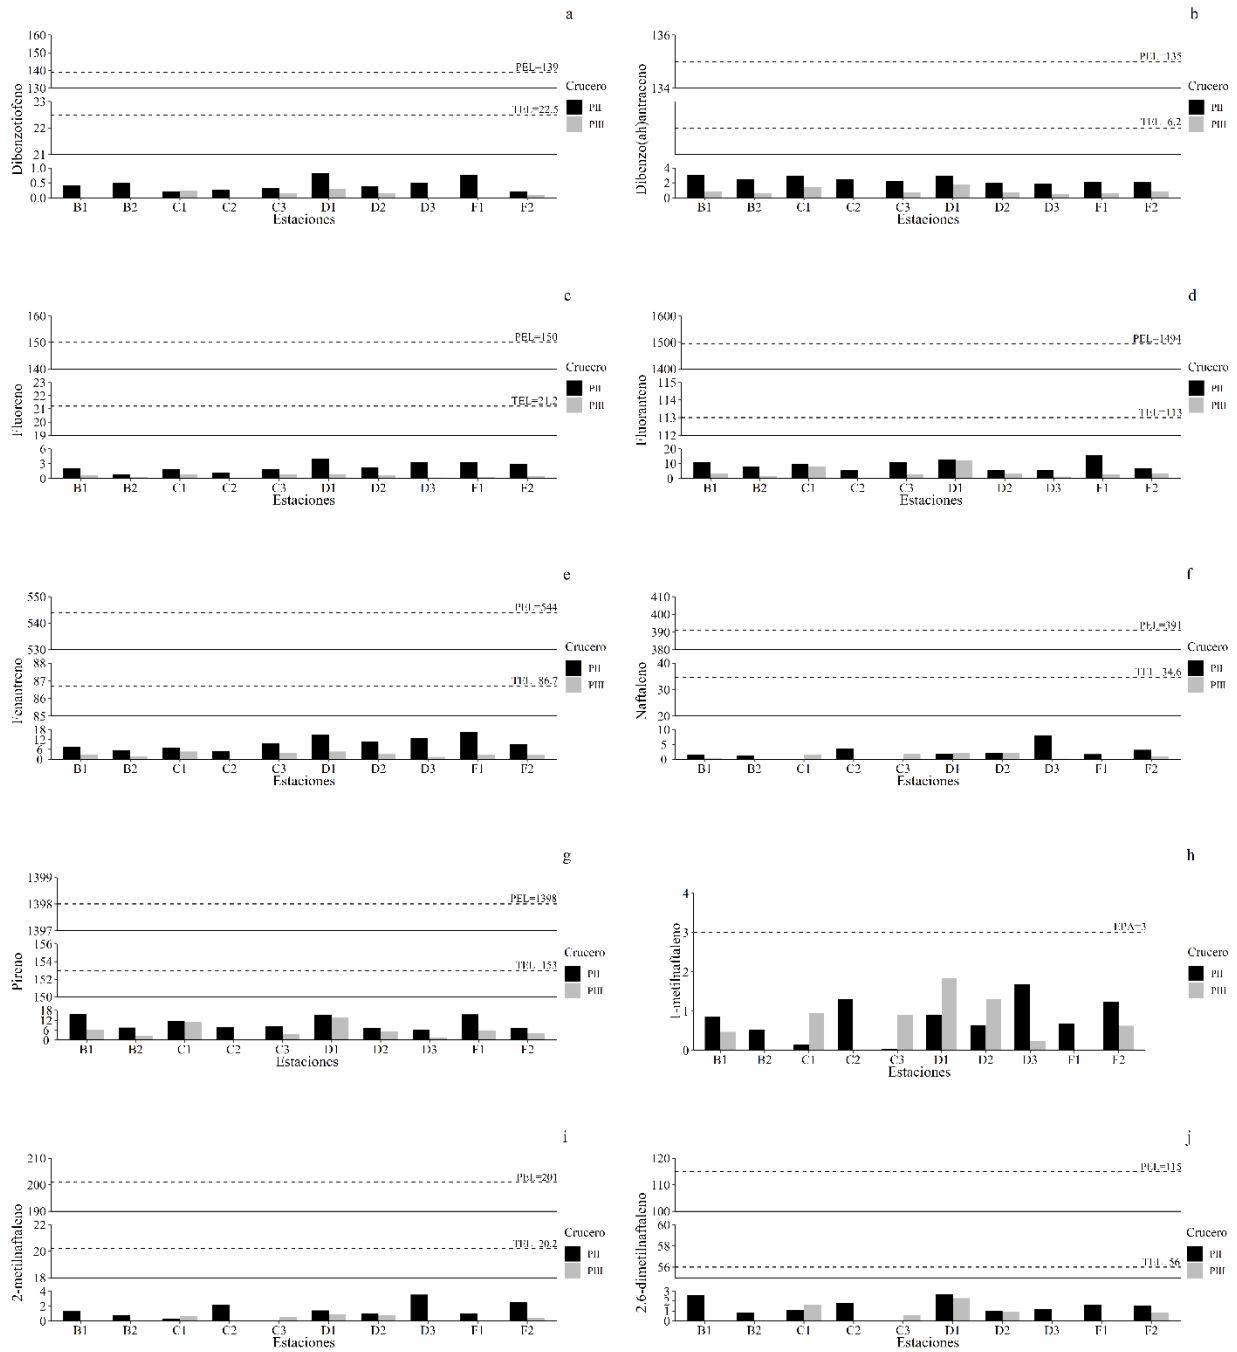 a
160
150
140
130
PEL=139
23
22
21
TEL=22.5
1.0
0.5
0.0
Dibenzotiofeno
B1 B2 C1 C2 C3 D1 D2 D3 F1 F2
Estaciones
Crucero
PII
PIII
b
136
134
PEL=135
TEL 6.2
4
2
0
Dibenzo(ah)antraceno
B1 B2 C1 C2 C3 D1 D2 D3 F1 F2
Estaciones
Crucero
PII
PIII
c
160
150
140
PEL=150
23
22
21
20
19
TEL=21.2
6
3
0
Fluoreno
B1 B2 C1 C2 C3 D1 D2 D3 F1 F2
Estaciones
Crucero
PII
PIII
d
1600
1500
1400
PEL=1494
115
114
113
112
TEL=113
20
10
0
Fluoranteno
B1 B2 C1 C2 C3 D1 D2 D3 F1 F2
Estaciones
Crucero
PII
PIII
e
550
540
530
PEL=544
88
87
86
85
TEL 86.7
18
12
6
0
Fenantreno
B1 B2 C1 C2 C3 D1 D2 D3 F1 F2
Estaciones
Crucero
PII
PIII
f
410
400
390
380
PEL=391
40
30
20
TEL 34.6
10
5
0
Naftaleno
B1 B2 C1 C2 C3 D1 D2 D3 F1 F2
Estaciones
Crucero
PII
PIII
g
1399
1398
1397
PEL=1398
156
154
152
150
TEL 153
18
12
6
0
Pireno
B1 B2 C1 C2 C3 D1 D2 D3 F1 F2
Estaciones
Crucero
PII
PIII
h
4
3
2
1
0
EPA=3
1-metilnaftaleno
B1 B2 C1 C2 C3 D1 D2 D3 F1 F2
Estaciones
Crucero
PII
PIII
i
210
200
190
PEL=201
22
20
18
TEL 20.2
4
2
0
2-metilnaftaleno
B1 B2 C1 C2 C3 D1 D2 D3 F1 F2
Estaciones
Crucero
PII
PIII
j
120
110
100
PEL=115
60
58
56
TEL 56
3
2
1
0
2.6-dimetilnaftaleno
B1 B2 C1 C2 C3 D1 D2 D3 F1 F2
Estaciones
Crucero
PII
PIII